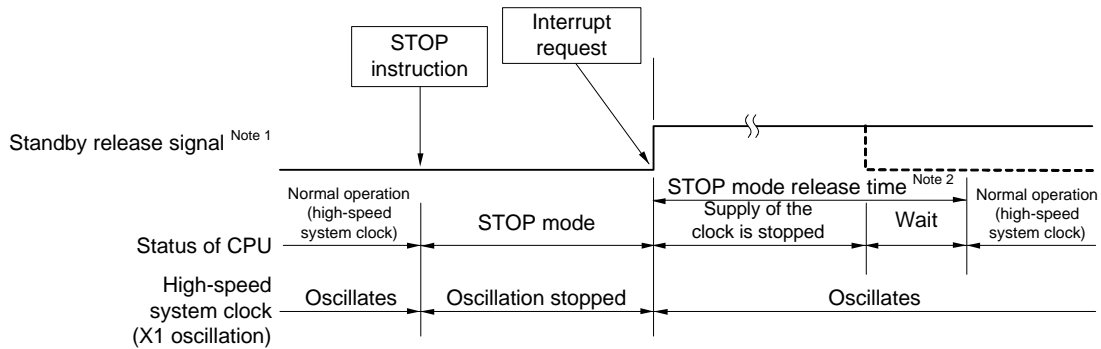 Interrupt
request
STOP
instruction
Standby release signal Note 1
STOP mode release time Note 2
Normal operation
(high-speed
system clock)
STOP mode
Supply of the
clock is stopped
Wait
Normal operation
(high-speed
system clock)
Status of CPU
High-speed
system clock
(X1 oscillation)
Oscillates
Oscillation stopped
Oscillates